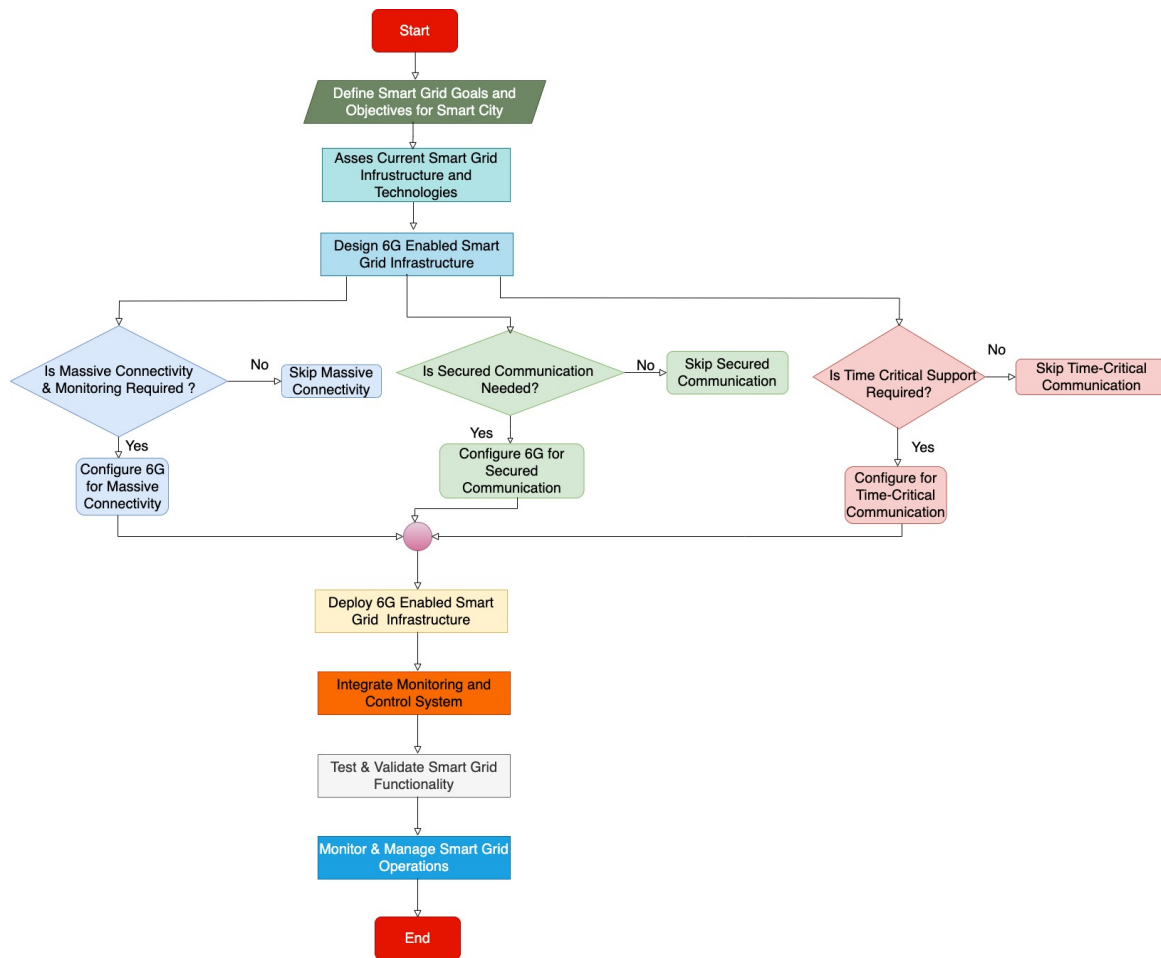 Start
Define Smart Grid Goals and
Objectives for Smart City
Asses Current Smart Grid
Infrustructure and
Technologies
Design 6G Enabled Smart
Grid Infrastructure
Is Massive Connectivity
& Monitoring Required ?
No
Skip Massive
Connectivity
Yes
Configure 6G
for Massive
Connectivity
Is Secured Communication
Needed?
No
Skip Secured
Communication
Yes
Configure 6G for
Secured
Communication
Is Time Critical Support
Required?
No
Skip Time-Critical
Communication
Yes
Configure for
Time-Critical
Communication
Deploy 6G Enabled Smart
Grid Infrastructure
Integrate Monitoring and
Control System
Test & Validate Smart Grid
Functionality
Monitor & Manage Smart Grid
Operations
End